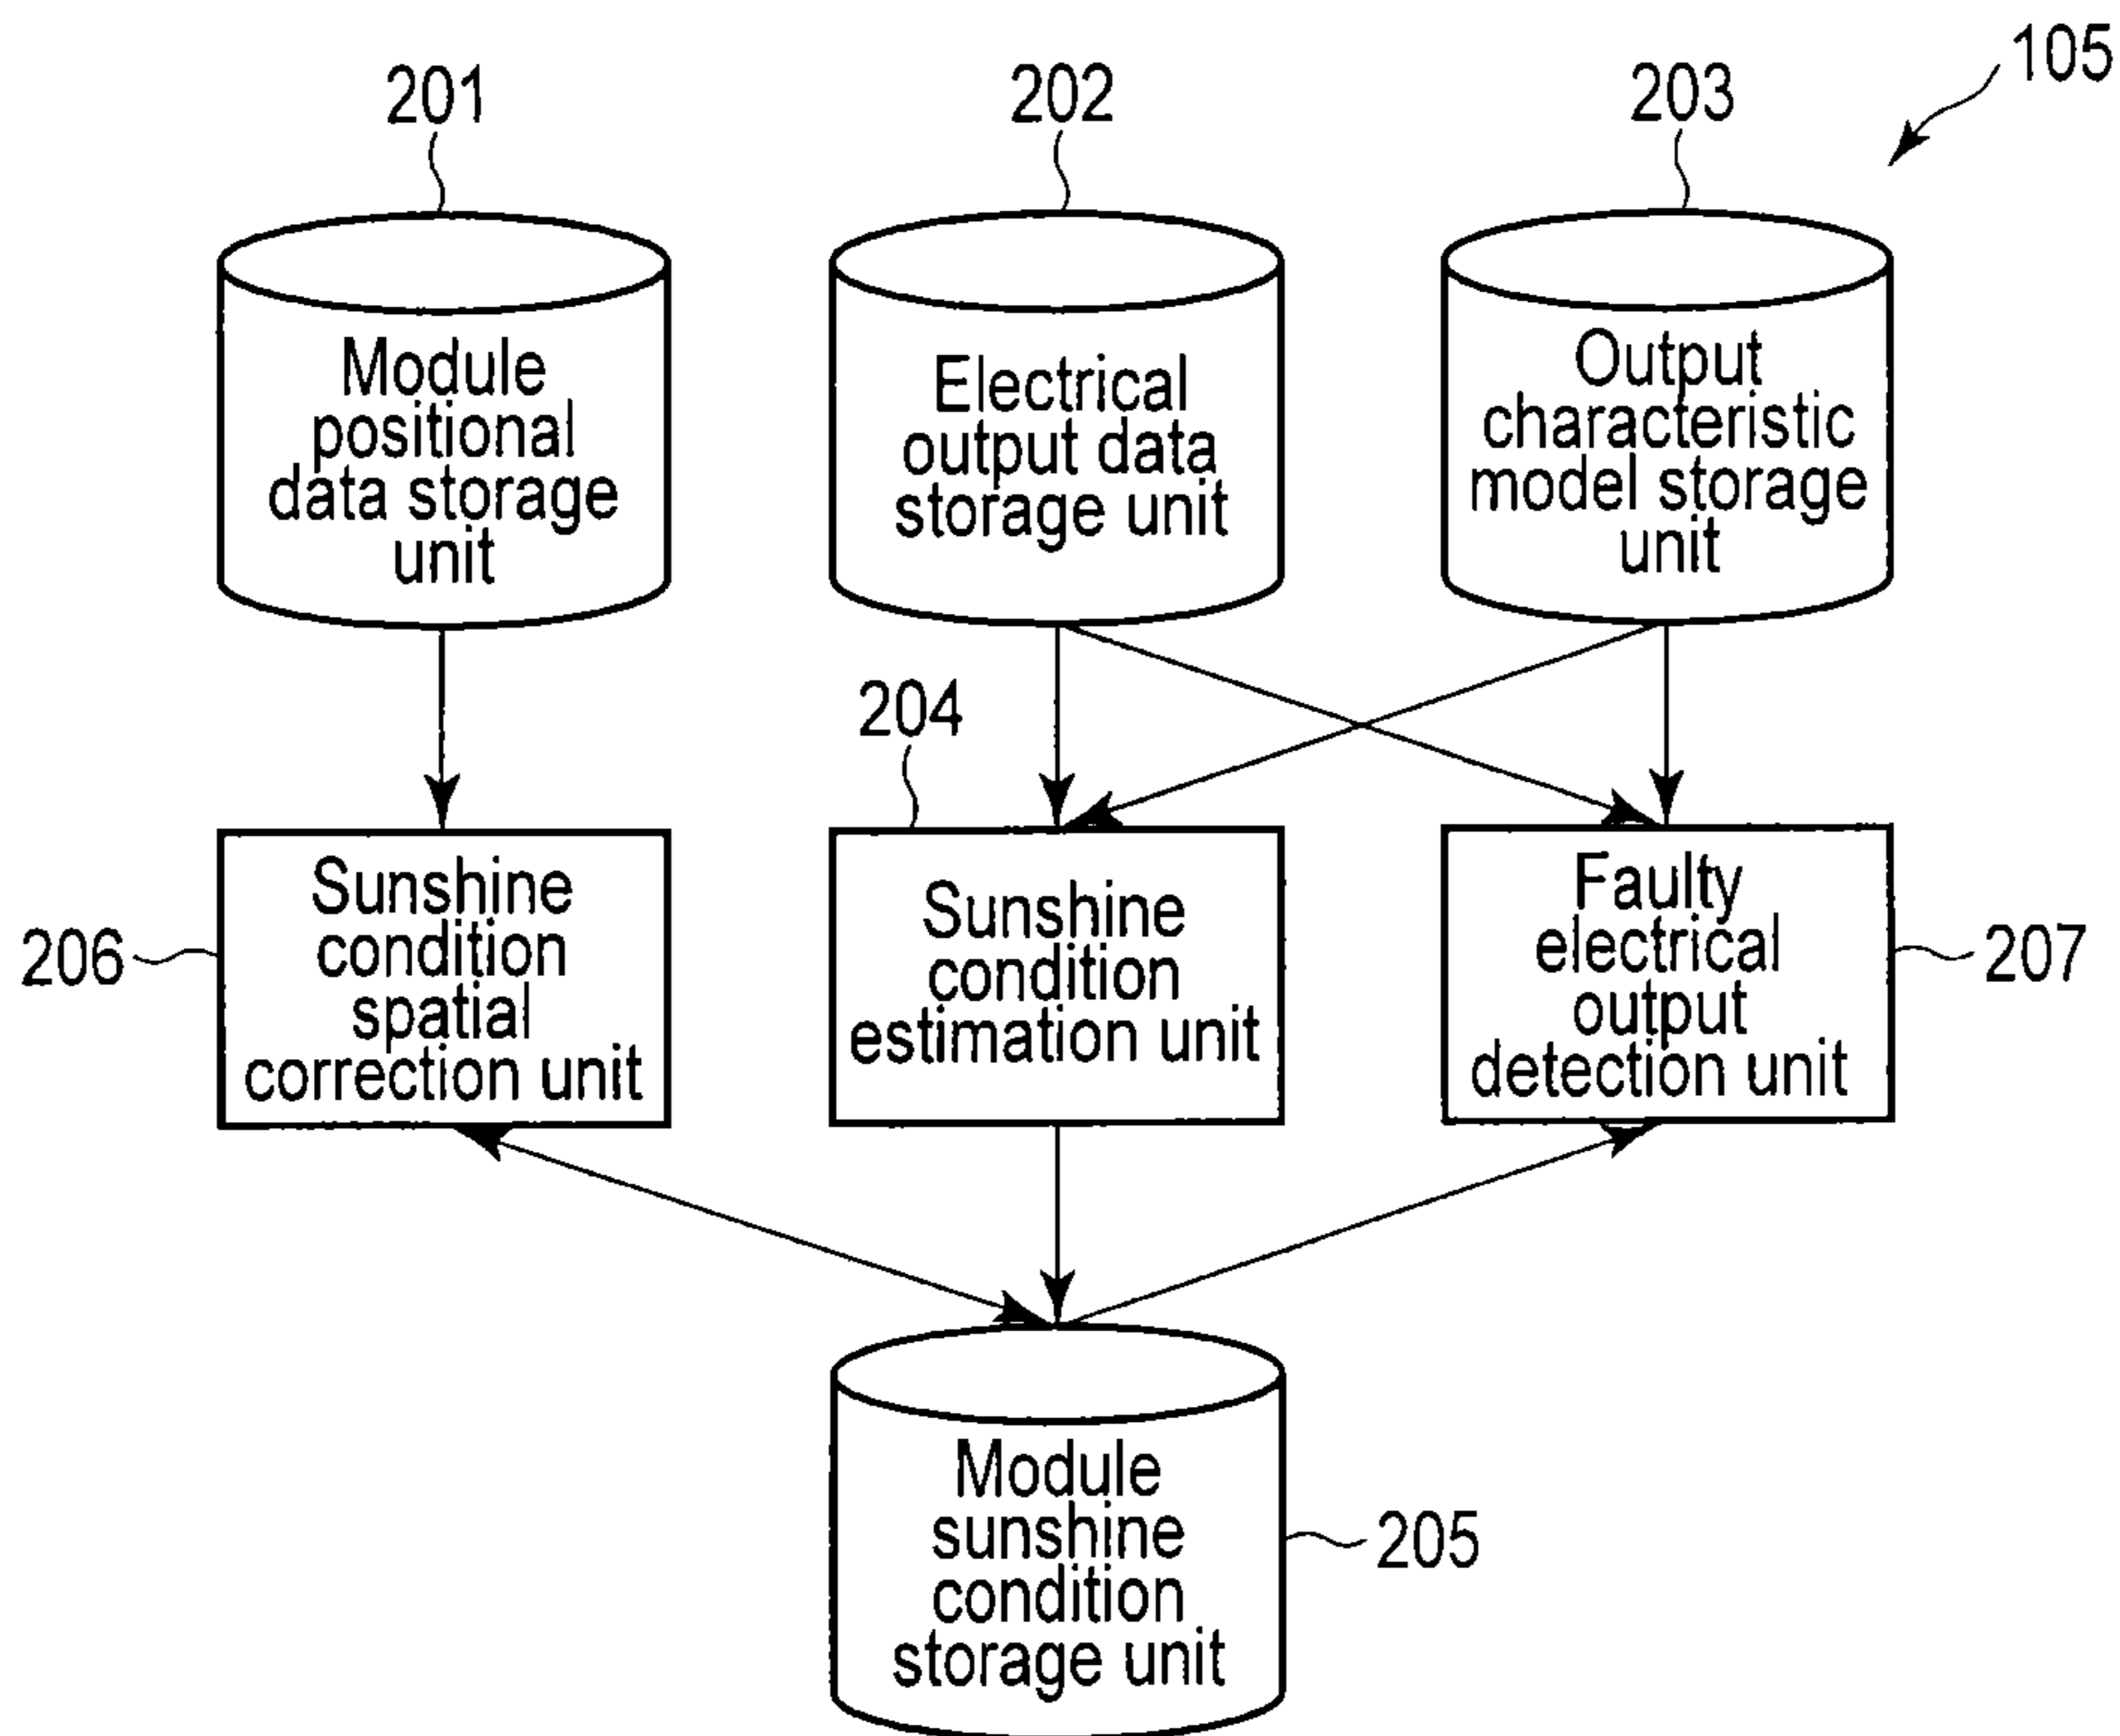 105
201
202
203
Module
positional
data storage
unit
Electrical
output data
storage unit
Output
characteristic
model storage
unit
204
206
Sunshine
condition
spatial
correction unit
Sunshine
condition
estimation unit
Faulty
electrical
output
detection unit
207
Module
sunshine
condition
storage unit
205